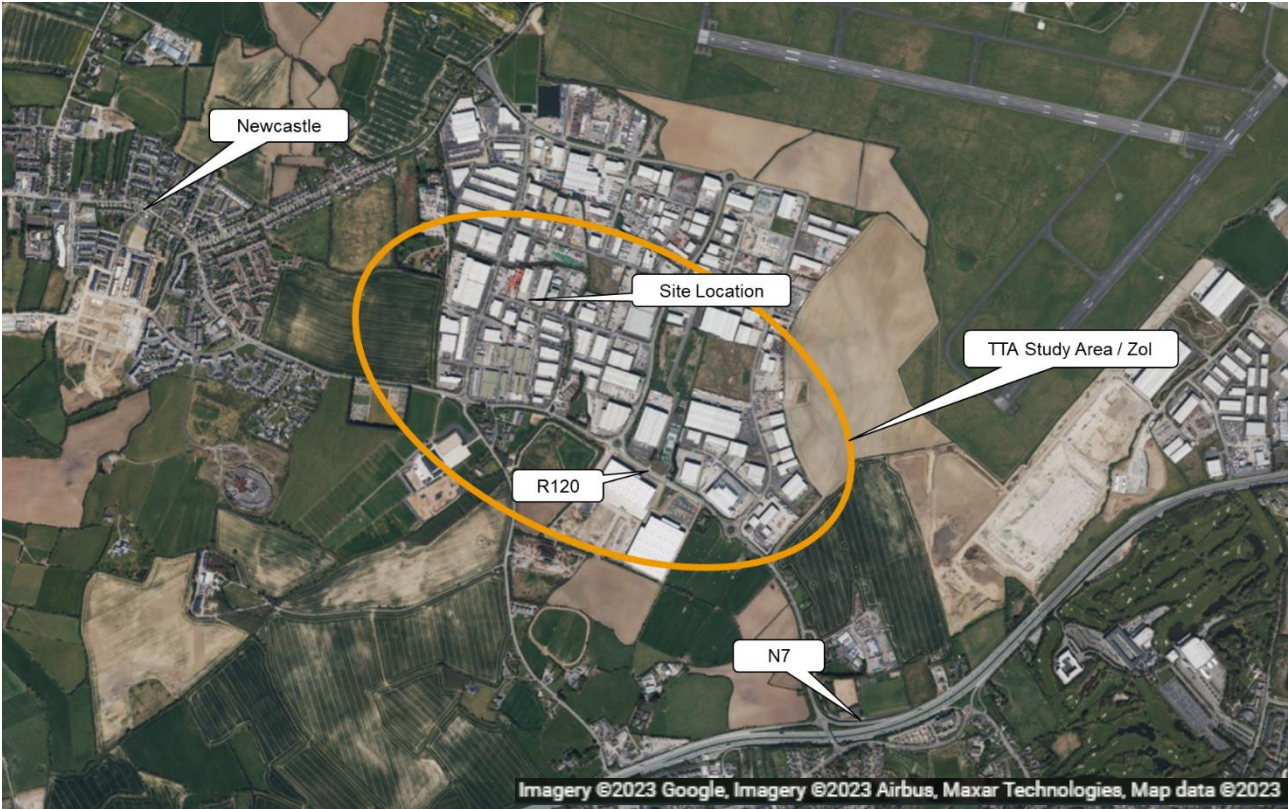 Newcastle
Site Location
TTA Study Area / ZoI
R120
N7
Imagery ©2023 Google, Imagery ©2023 Airbus, Maxar Technologies, Map data ©2023